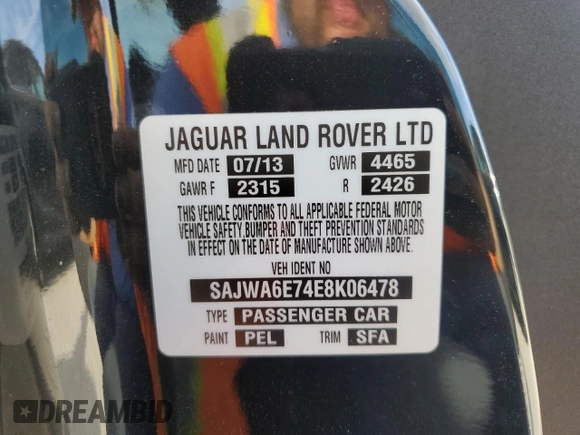 JAGUAR LAND ROVER LTD
MFD DATE 07/13 GVWR 4465
GAWR F 2315 R 2426
THIS VEHICLE CONFORMS TO ALL APPLICABLE FEDERAL MOTOR
VEHICLE SAFETY,BUMPER AND THEFT PREVENTION STANDARDS
IN EFFECT ON THE DATE OF MANUFACTURE SHOWN ABOVE.
VEH IDENT NO
SAJWA6E74E8K06478
TYPE PASSENGER CAR
PAINT PEL TRIM SFA
DREAMBID